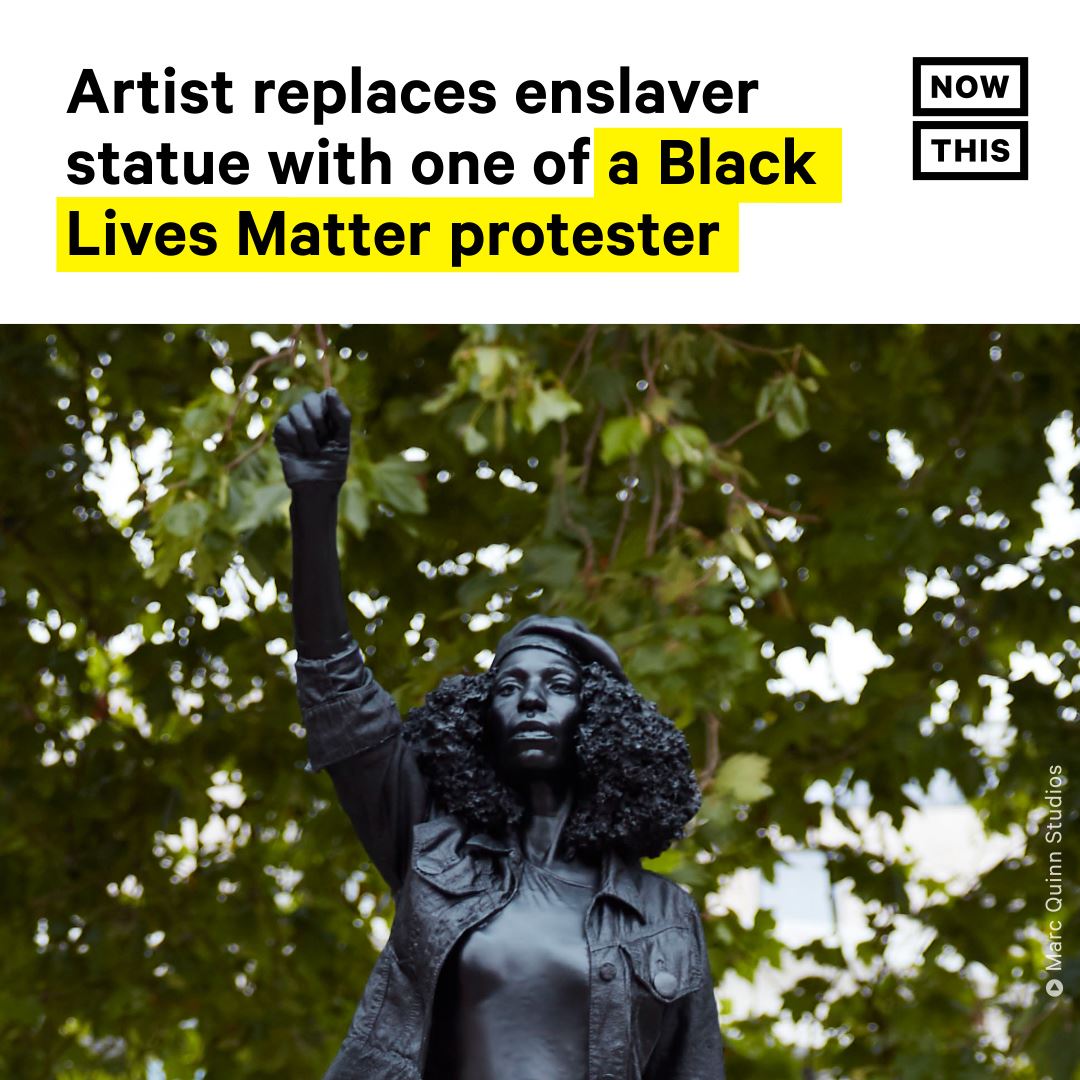 Artist replaces enslaver
statue with one of a Black
Lives Matter protester
NOW
THIS
Marc Quinn Studios